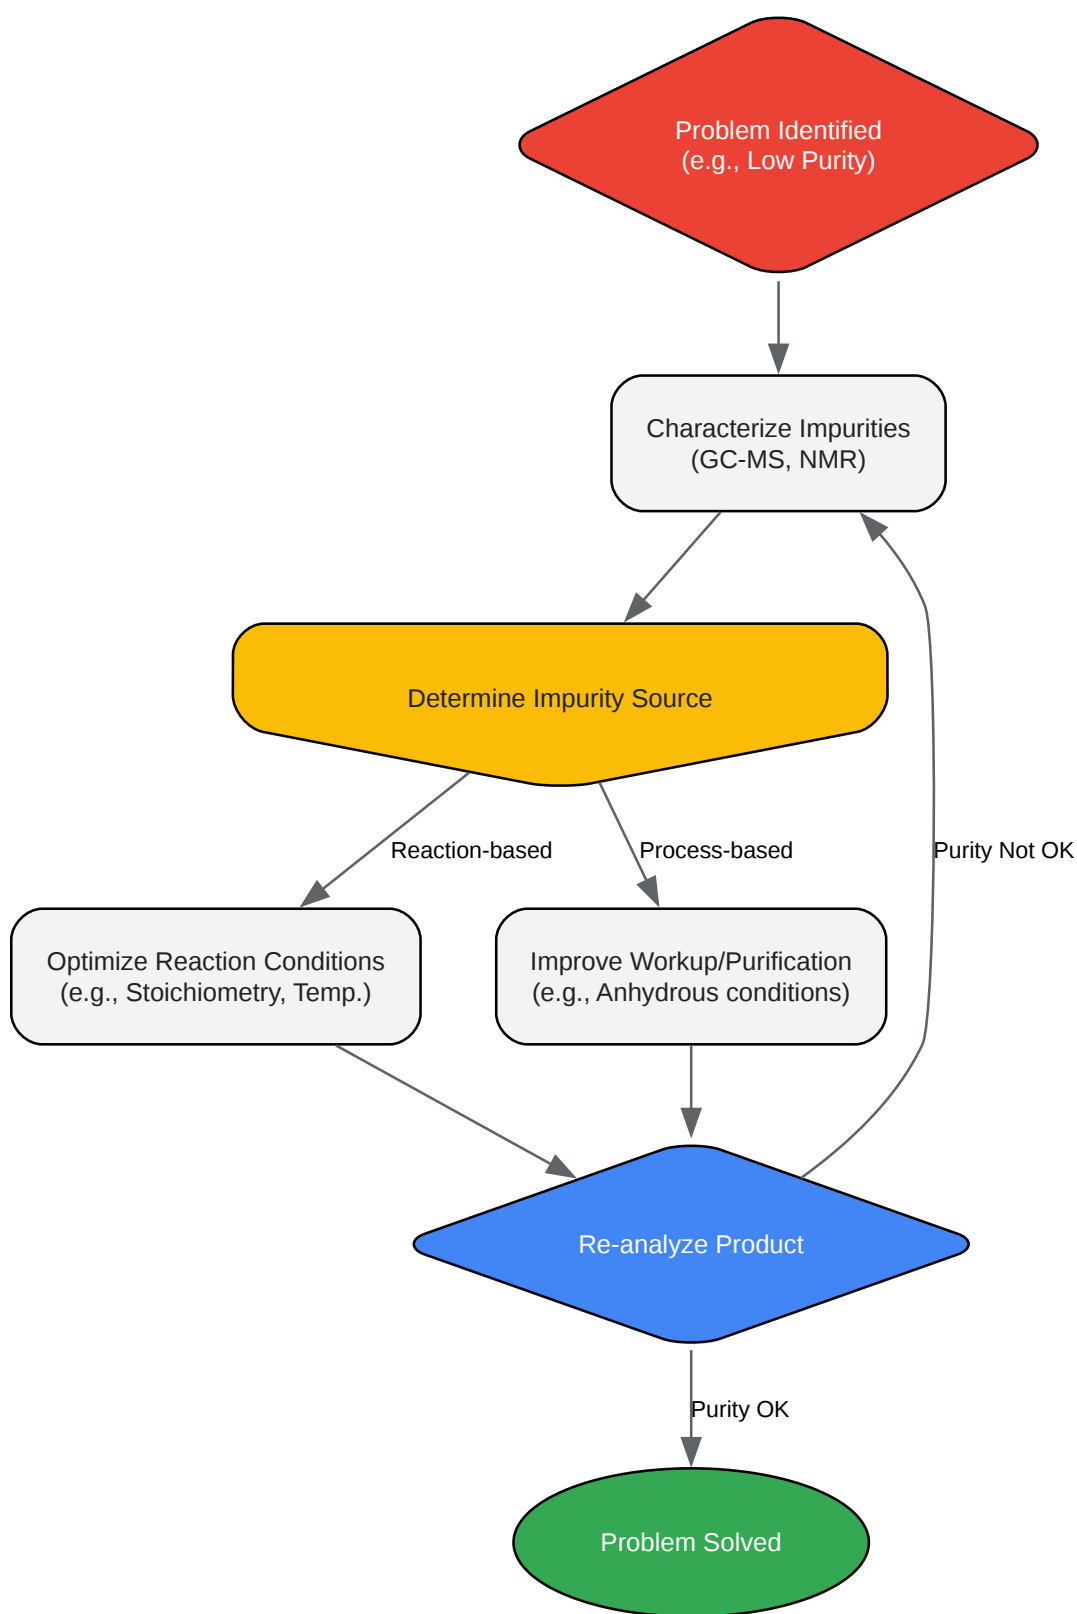 Problem Identified
(e.g., Low Purity)
Characterize Impurities
(GC-MS, NMR)
Determine Impurity Source
Reaction-based
Process-based
Purity Not OK
Optimize Reaction Conditions
(e.g., Stoichiometry, Temp.)
Improve Workup/Purification
(e.g., Anhydrous conditions)
Re-analyze Product
Purity OK
Problem Solved